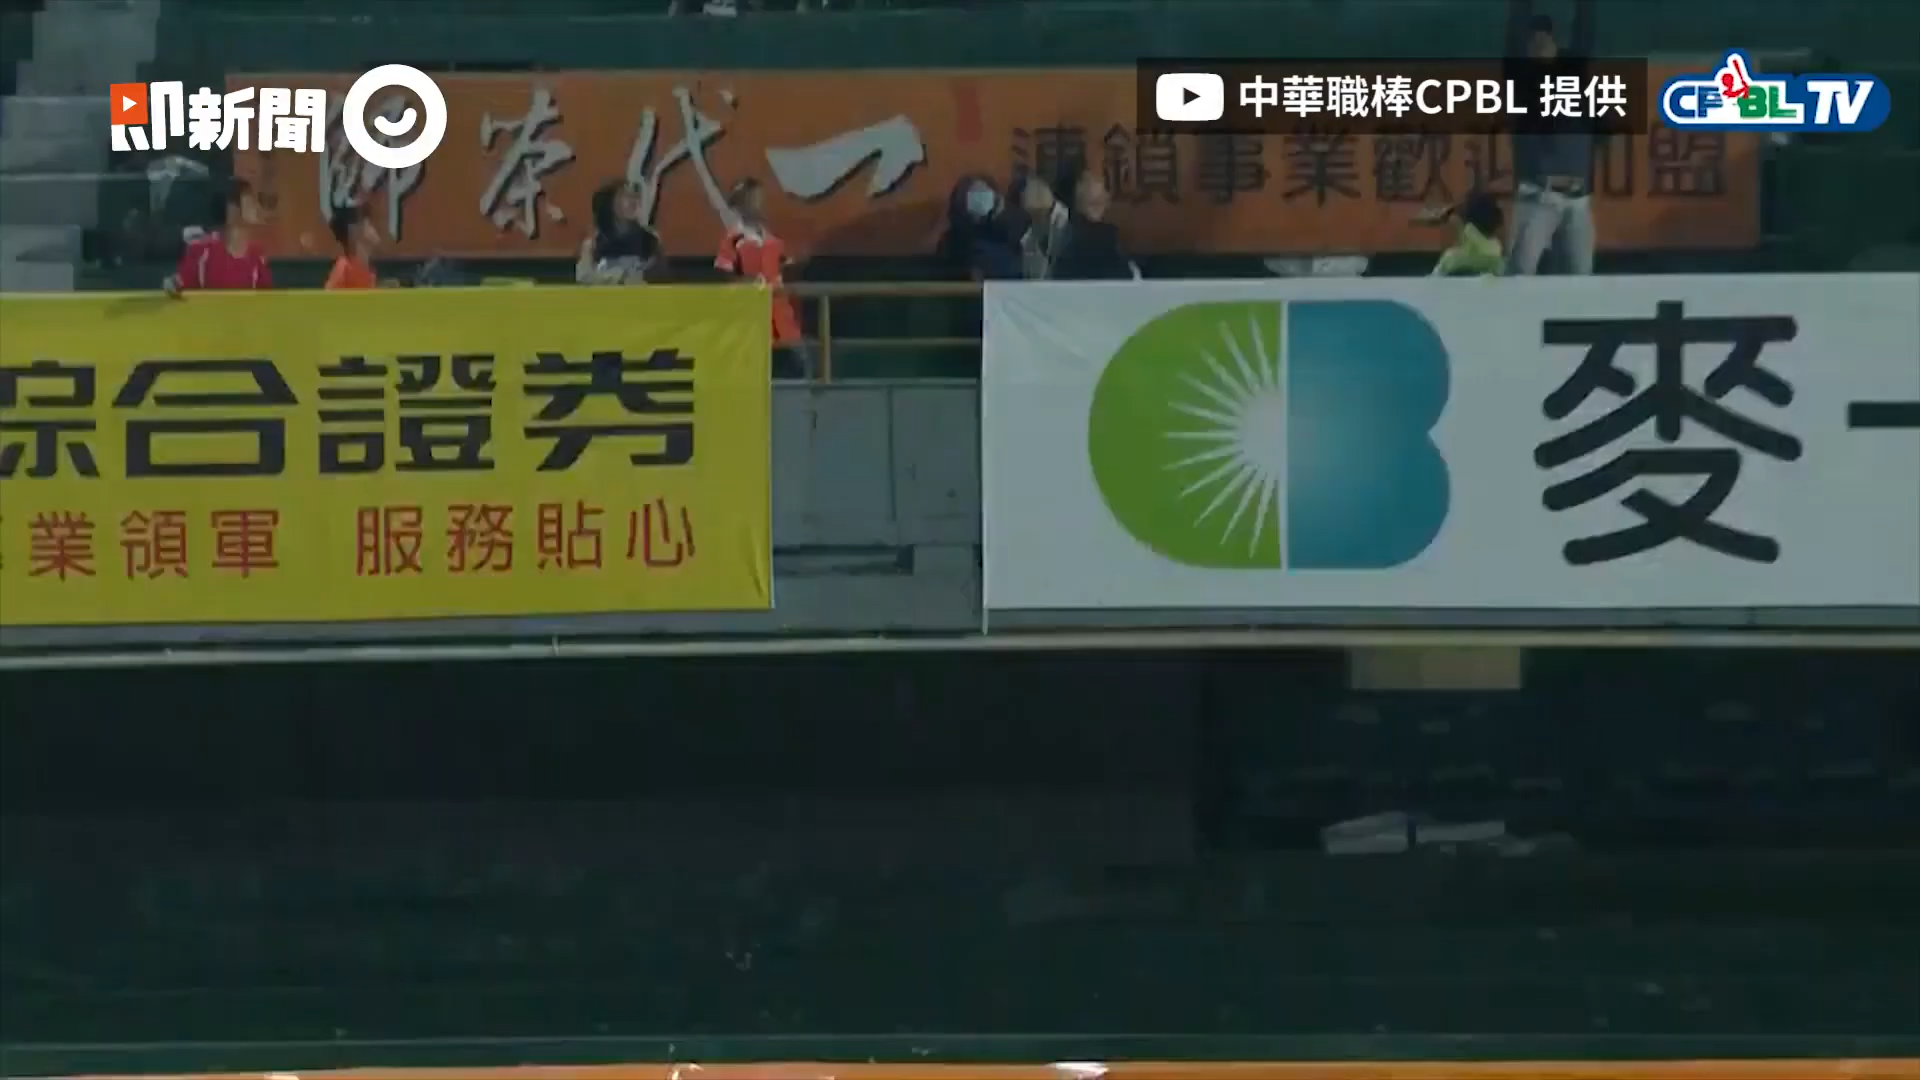 即新聞
中華職棒CPBL 提供
CPBL TV
師茶代一
連鎖事業歡迎加盟
綜合證券
業領軍 服務貼心
CB
麥